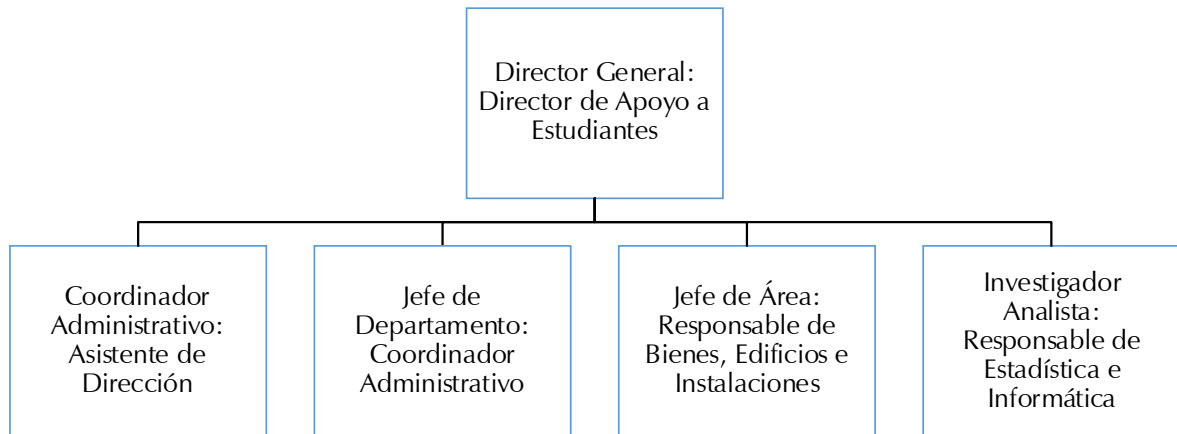 Director General:
Director de Apoyo a
Estudiantes
Coordinador
Administrativo:
Asistente de
Dirección
Jefe de
Departamento:
Coordinador
Administrativo
Jefe de Área:
Responsable de
Bienes, Edificios e
Instalaciones
Investigador
Analista:
Responsable de
Estadística e
Informática